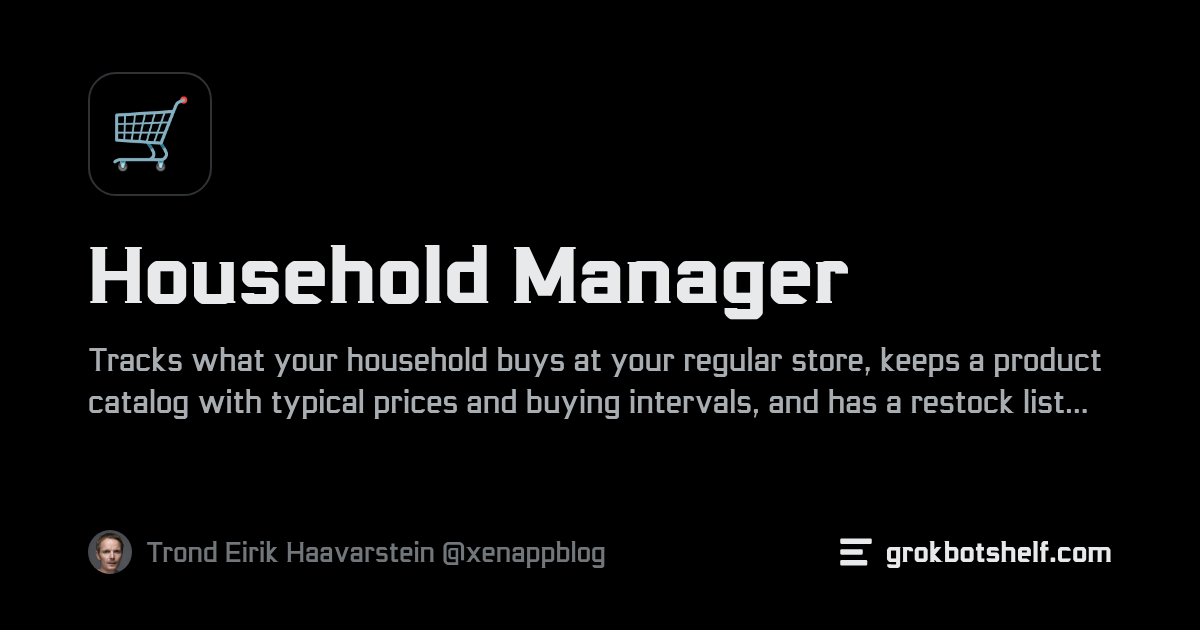 Household Manager
Tracks what your household buys at your regular store, keeps a product
catalog with typical prices and buying intervals, and has a restock list...
Trond Eirik Haavarstein @xenappblog
grokbotshelf.com